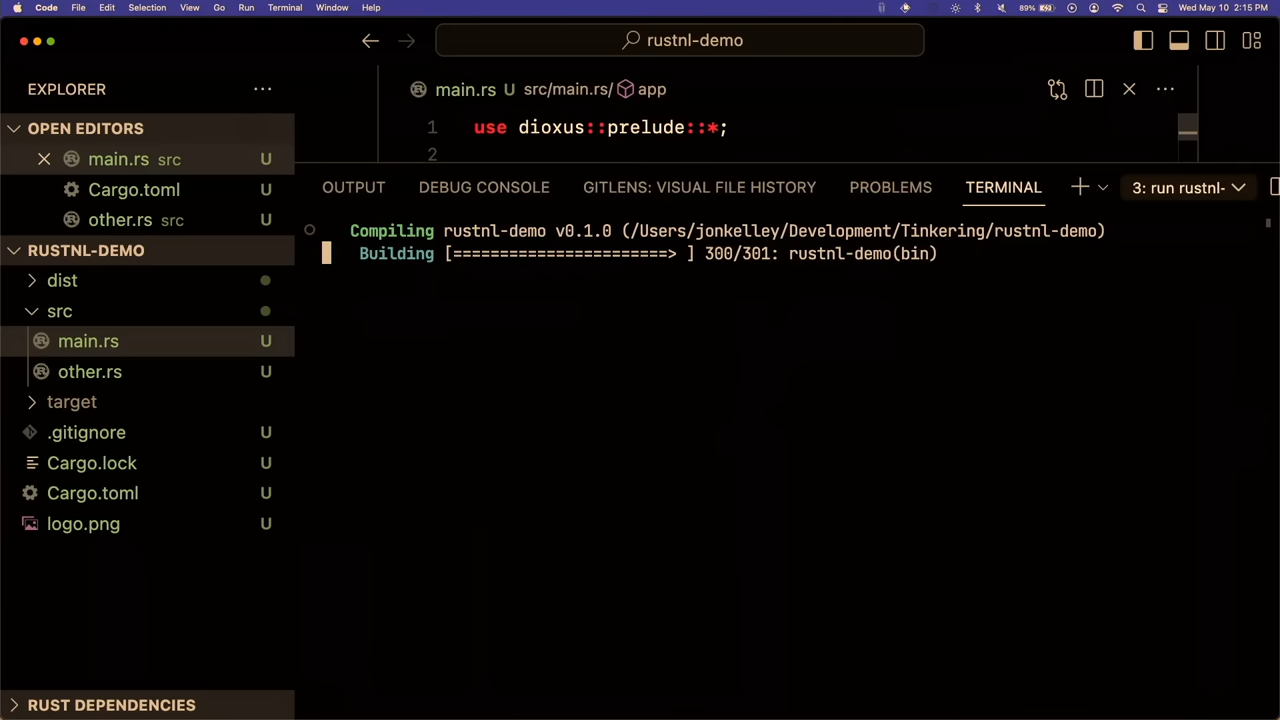 Code File Edit Selection View Go Run Terminal Window Help 89% Wed May 10 2:15 PM
rustnl-demo
EXPLORER
main.rs U src/main.rs/ app
OPEN EDITORS
1 use dioxus::prelude::*;
2
main.rs src U
Cargo.toml U
other.rs src U
OUTPUT DEBUG CONSOLE GITLENS: VISUAL FILE HISTORY PROBLEMS TERMINAL 3: run rustnl-
Compiling rustnl-demo v0.1.0 (/Users/jonkelley/Development/Tinkering/rustnl-demo)
Building [=======================> ] 300/301: rustnl-demo(bin)
RUSTNL-DEMO
dist
src
main.rs U
other.rs U
target
.gitignore U
Cargo.lock U
Cargo.toml U
logo.png U
RUST DEPENDENCIES